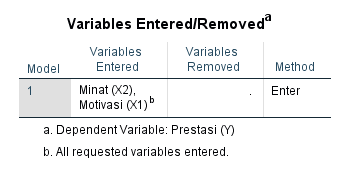 Variables Entered/Removedᵃ
Model Variables Entered Variables Removed Method
1 Minat (X2), Motivasi (X1)ᵇ . Enter
a. Dependent Variable: Prestasi (Y)
b. All requested variables entered.